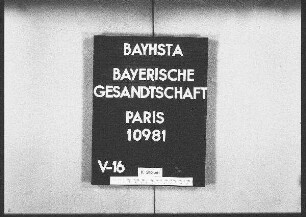 BAYHSTA
BAYERISCHE
GESANDTSCHAFT
PARIS
10981
V-16